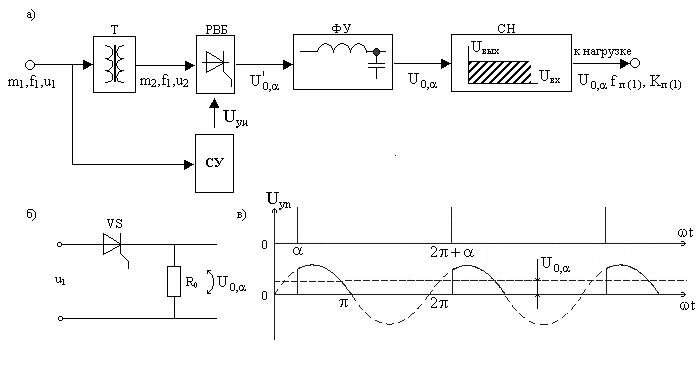 а)
Т
РВБ
ФУ
СН
m₁,f₁,u₁
m₂,f₁,u₂
U'₀,α
U₀,α
Uвых
Uвх
к нагрузке
U₀,α f п(1), Kп(1)
Uуи
СУ
б)
VS
u₁
R₀
U₀,α
в)
Uуп
0
α
2π+α
ωt
U₀,α
0
π
2π
ωt